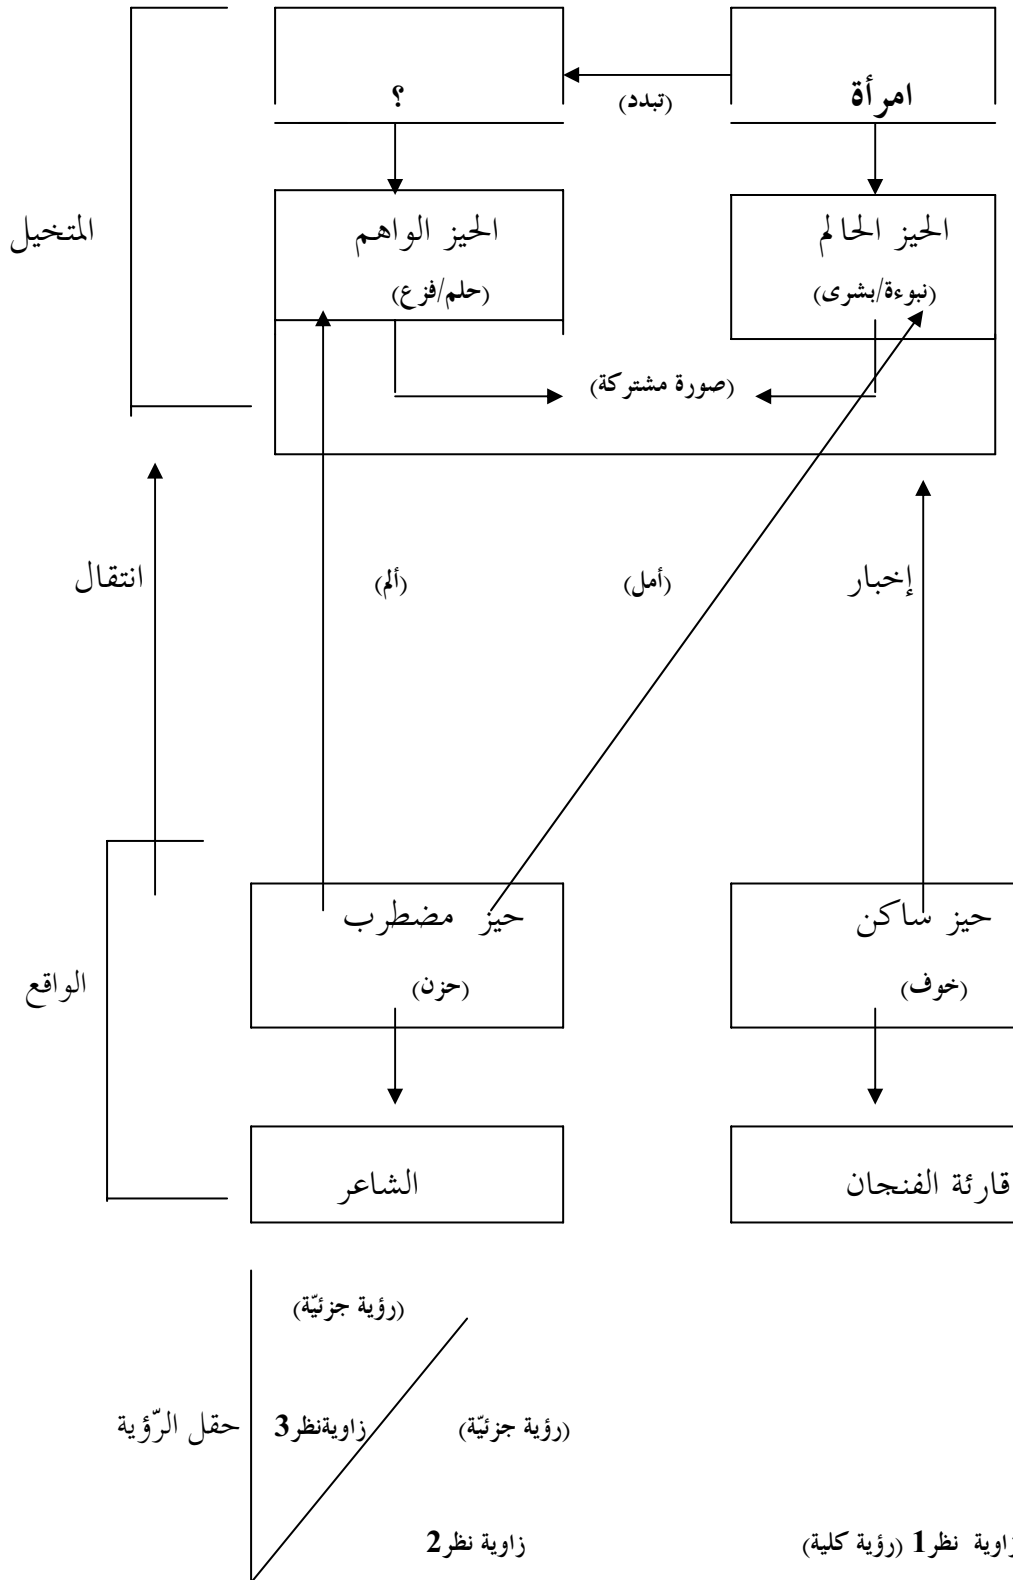 امرأة
(تبدد)
؟
المتخيل
الحيز الحالم
الحيز الواهم
(نبوءة/بشرى)
(حلم/فزع)
(صورة مشتركة)
إخبار
(أمل)
(ألم)
انتقال
حيز ساكن
حيز مضطرب
(خوف)
(حزن)
الواقع
قارئة الفنجان
الشاعر
(رؤية جزئيّة)
(رؤية جزئيّة)
زاوية نظر3
حقل الرّؤية
زاوية نظر1 (رؤية كلية)
زاوية نظر2